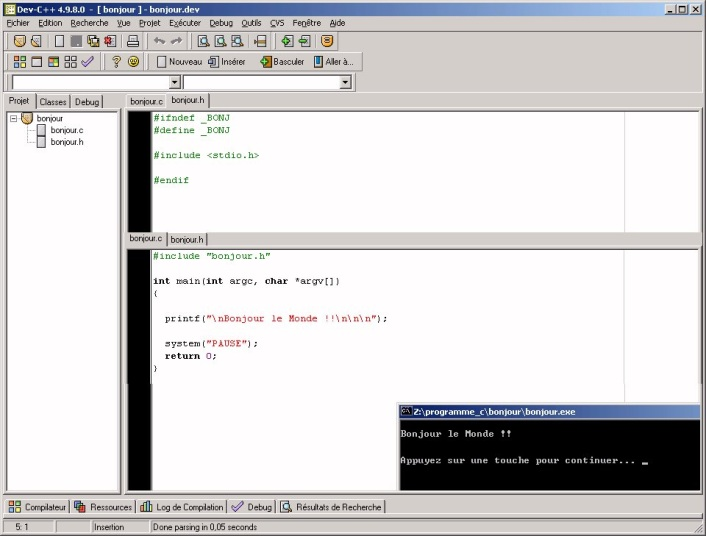 Dev-C++ 4.9.8.0 - [ bonjour ] - bonjour.dev
Fichier Edition Recherche Vue Projet Exécuter Debug Outils CVS Fenêtre Aide
Nouveau Insérer Basculer Aller à...
Projet Classes Debug
bonjour
bonjour.c
bonjour.h
bonjour.c bonjour.h
#ifndef _BONJ
#define _BONJ
#include <stdio.h>
#endif
bonjour.c bonjour.h
#include "bonjour.h"
int main(int argc, char *argv[])
{
printf("\nBonjour le Monde !!\n\n\n");
system("PAUSE");
return 0;
}
Z:\programme_c\bonjour\bonjour.exe
Bonjour le Monde !!
Appuyez sur une touche pour continuer... _
Compilateur Ressources Log de Compilation Debug Résultats de Recherche
5: 1 Insertion Done parsing in 0,05 seconds